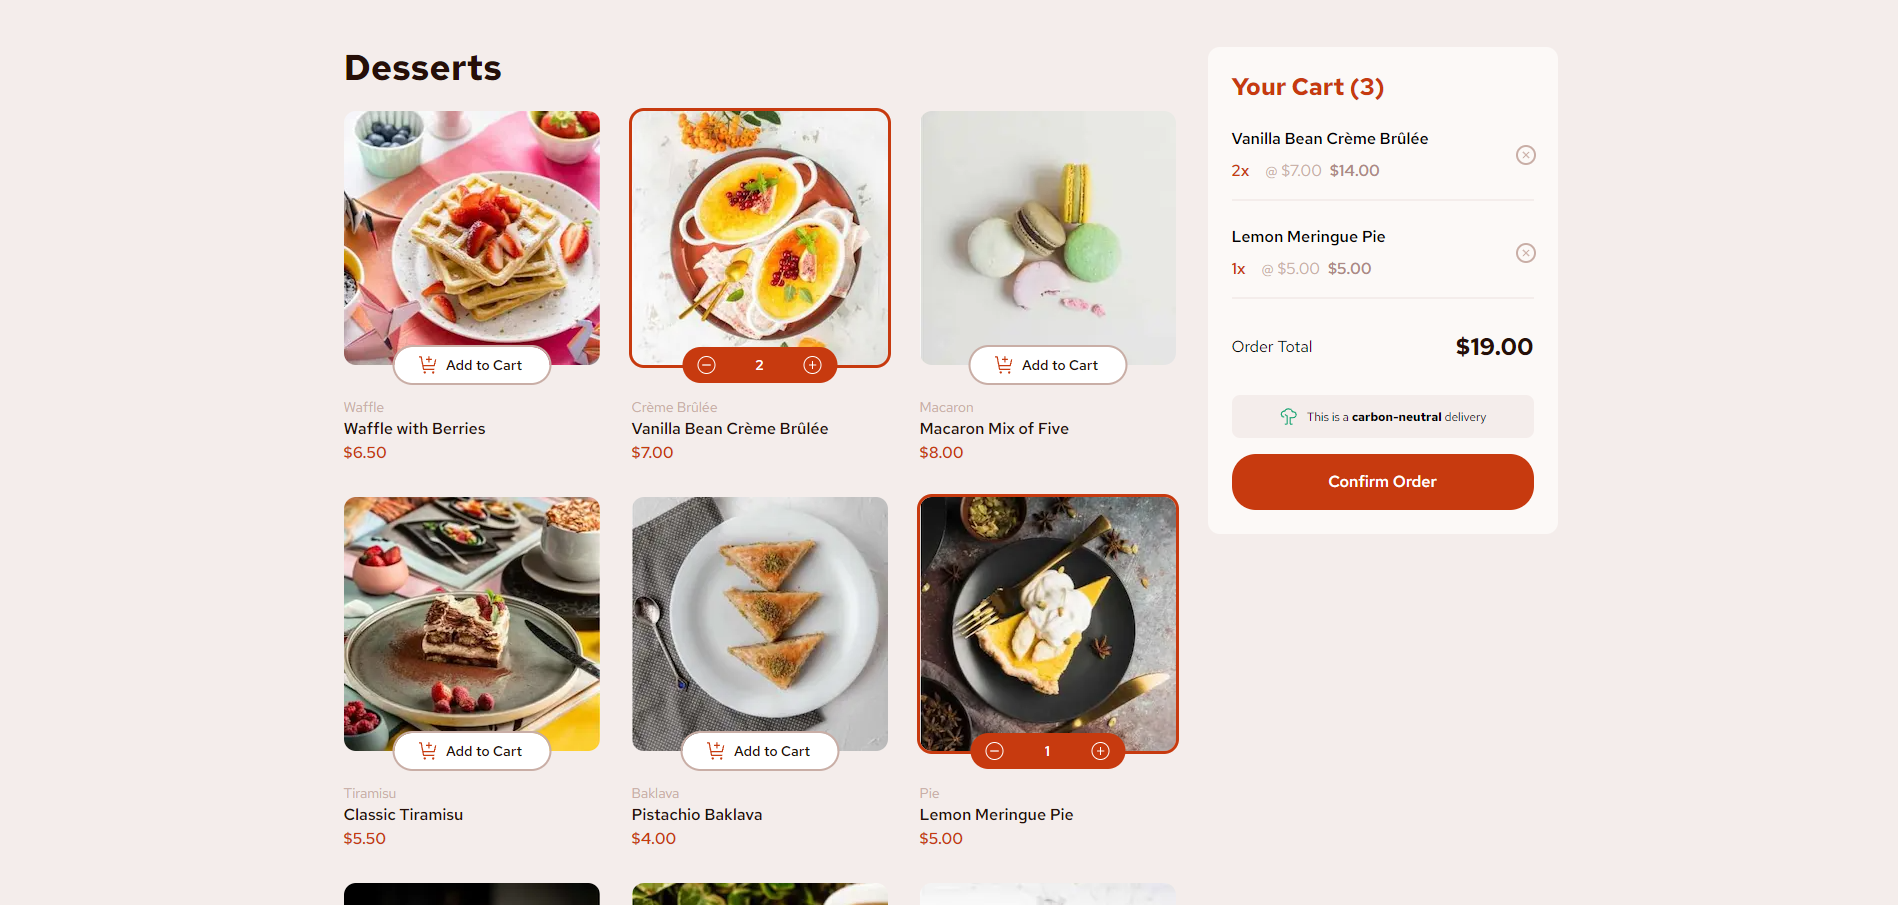 Desserts
Add to Cart
2
Add to Cart
Waffle
Waffle with Berries
$6.50
Crème Brûlée
Vanilla Bean Crème Brûlée
$7.00
Macaron
Macaron Mix of Five
$8.00
Add to Cart
Add to Cart
1
Tiramisu
Classic Tiramisu
$5.50
Baklava
Pistachio Baklava
$4.00
Pie
Lemon Meringue Pie
$5.00
Your Cart (3)
Vanilla Bean Crème Brûlée
2x @ $7.00 $14.00
Lemon Meringue Pie
1x @ $5.00 $5.00
Order Total $19.00
This is a carbon-neutral delivery
Confirm Order